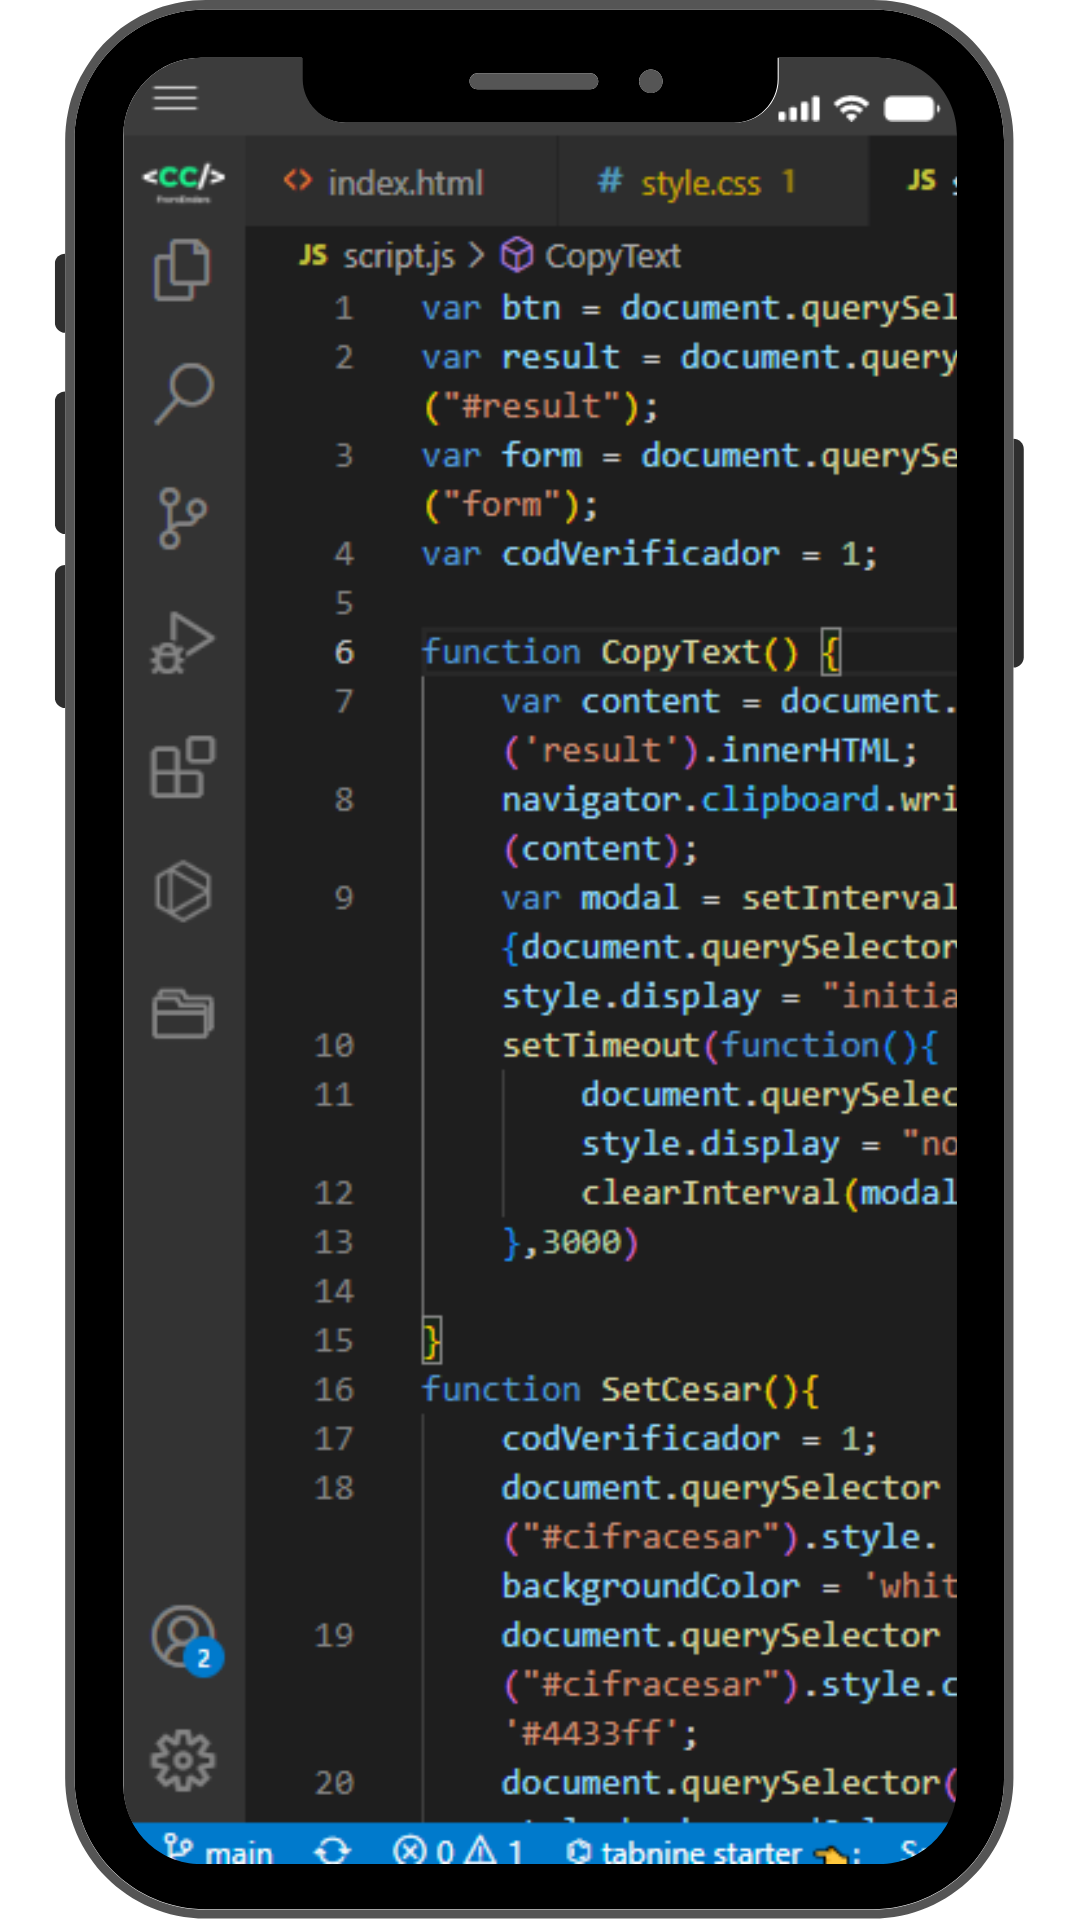 <CC/>
FrontEnders
index.html
# style.css 1
JS
JS script.js > CopyText
1 var btn = document.querySel
2 var result = document.query
("#result");
3 var form = document.querySe
("form");
4 var codVerificador = 1;
5
6 function CopyText() {
7 var content = document.
('result').innerHTML;
8 navigator.clipboard.wri
(content);
9 var modal = setInterval
{document.querySelector
style.display = "initia
10 setTimeout(function(){
11 document.querySelec
style.display = "no
12 clearInterval(modal
13 },3000)
14
15 }
16 function SetCesar(){
17 codVerificador = 1;
18 document.querySelector
("#cifracesar").style.
backgroundColor = 'whit
19 document.querySelector
("#cifracesar").style.c
'#4433ff';
20 document.querySelector(
2
main 0 1 tabnine starter